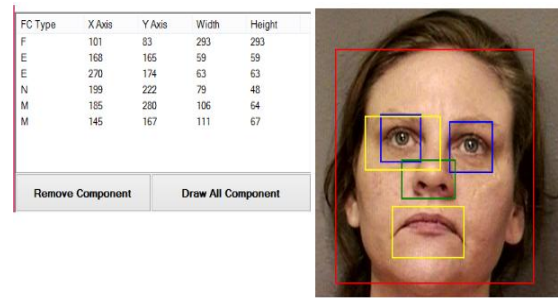 FC Type X Axis Y Axis Width Height
F 101 83 293 293
E 168 165 59 59
E 270 174 63 63
N 199 222 79 48
M 185 280 106 64
M 145 167 111 67
Remove Component Draw All Component